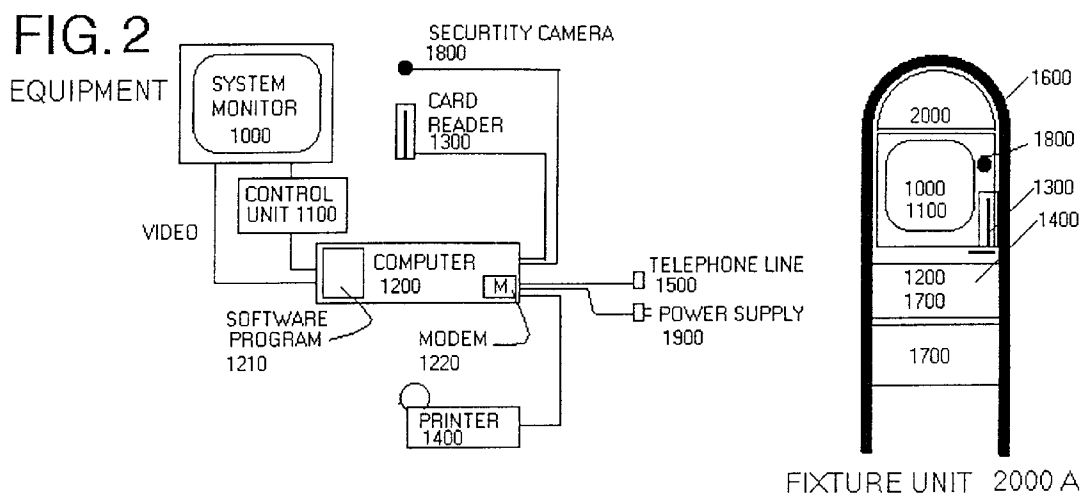 FIG. 2
EQUIPMENT
SYSTEM
MONITOR
1000
CONTROL
UNIT 1100
VIDEO
SECURTITY CAMERA
1800
CARD
READER
1300
COMPUTER
1200
M
SOFTWARE
PROGRAM
1210
MODEM
1220
TELEPHONE LINE
1500
POWER SUPPLY
1900
PRINTER
1400
2000
1000
1100
1200
1700
1700
1600
1800
1300
1400
FIXTURE UNIT 2000 A